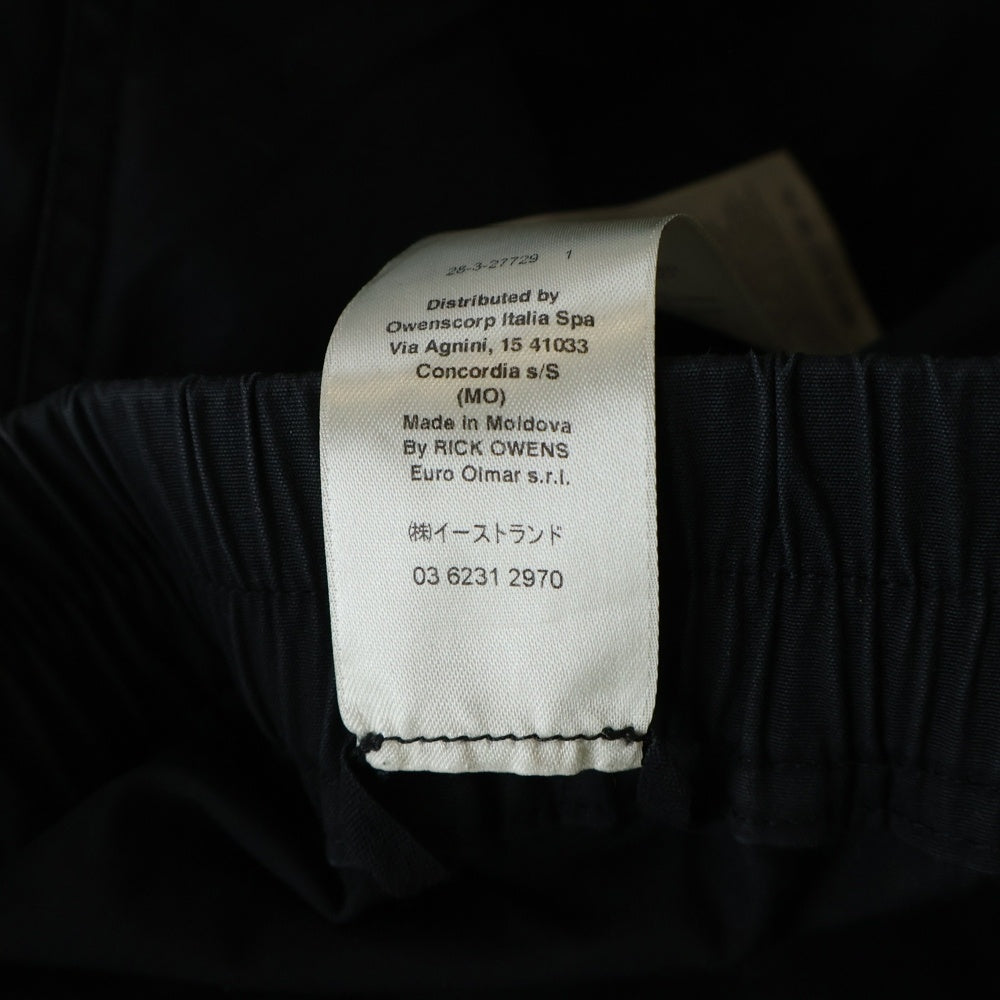 26-3-27729 1
Distributed by
Owenscorp Italia Spa
Via Agnini, 15 41033
Concordia s/S
(MO)
Made in Moldova
By RICK OWENS
Euro Olmar s.r.l.
㈱イーストランド
03 6231 2970